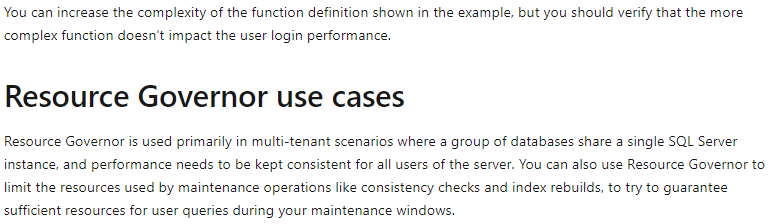 You can increase the complexity of the function definition shown in the example, but you should verify that the more
complex function doesn't impact the user login performance.
Resource Governor use cases
Resource Governor is used primarily in multi-tenant scenarios where a group of databases share a single SQL Server
instance, and performance needs to be kept consistent for all users of the server. You can also use Resource Governor to
limit the resources used by maintenance operations like consistency checks and index rebuilds, to try to guarantee
sufficient resources for user queries during your maintenance windows.